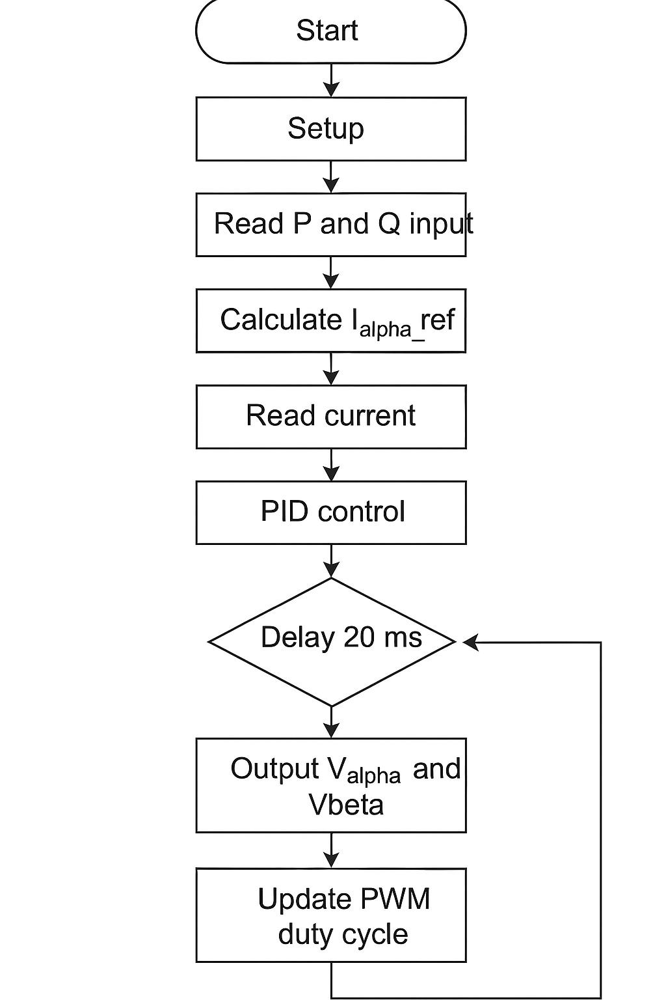 Start
Setup
Read P and Q input
Calculate Ialpha_ref
Read current
PID control
Delay 20 ms
Output Valpha and
Vbeta
Update PWM
duty cycle